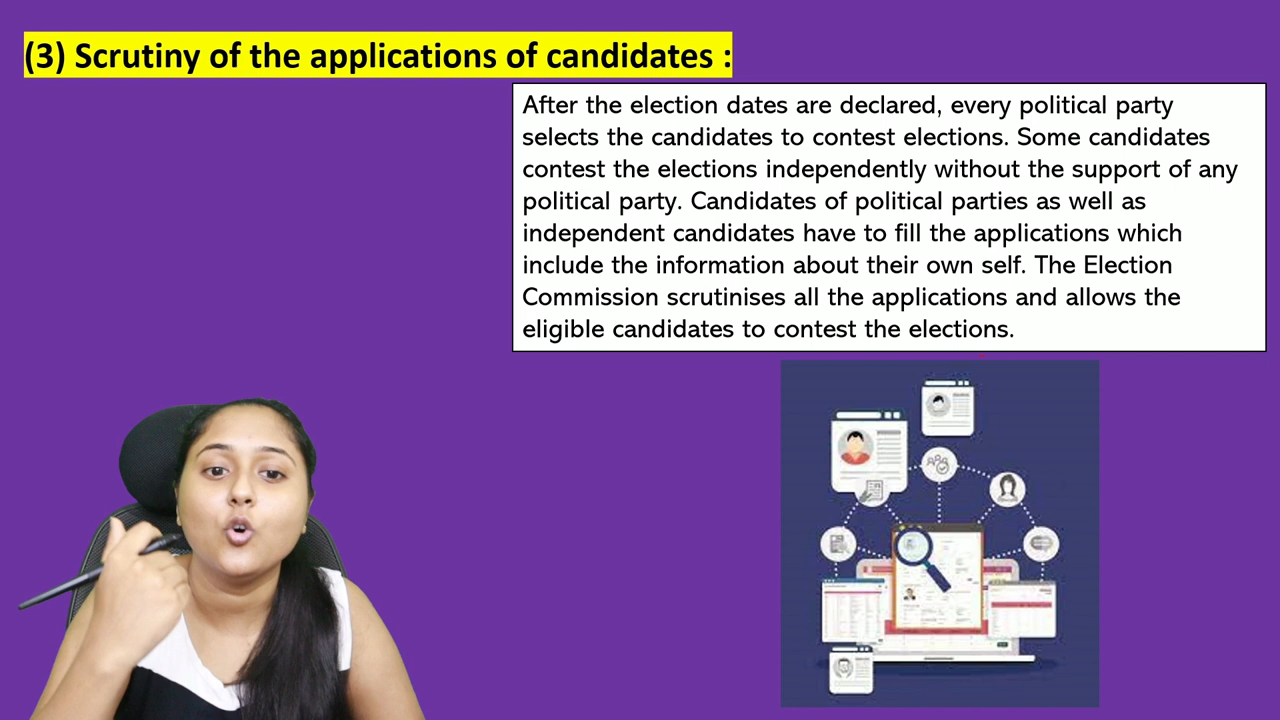 (3) Scrutiny of the applications of candidates :
After the election dates are declared, every political party
selects the candidates to contest elections. Some candidates
contest the elections independently without the support of any
political party. Candidates of political parties as well as
independent candidates have to fill the applications which
include the information about their own self. The Election
Commission scrutinises all the applications and allows the
eligible candidates to contest the elections.